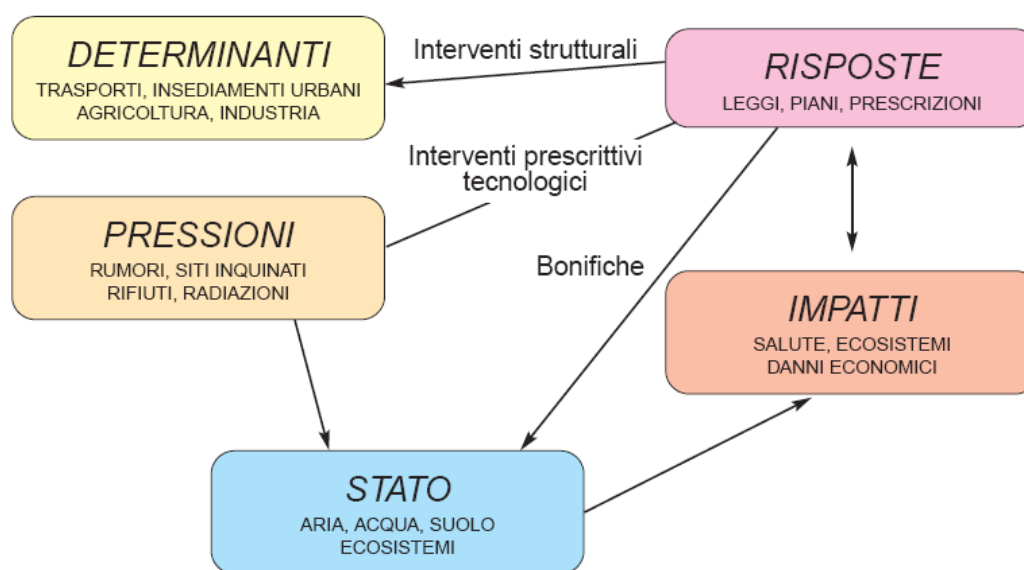 DETERMINANTI
TRASPORTI, INSEDIAMENTI URBANI
AGRICOLTURA, INDUSTRIA
Interventi strutturali
RISPOSTE
LEGGI, PIANI, PRESCRIZIONI
Interventi prescrittivi
tecnologici
PRESSIONI
RUMORI, SITI INQUINATI
RIFIUTI, RADIAZIONI
Bonifiche
IMPATTI
SALUTE, ECOSISTEMI
DANNI ECONOMICI
STATO
ARIA, ACQUA, SUOLO
ECOSISTEMI